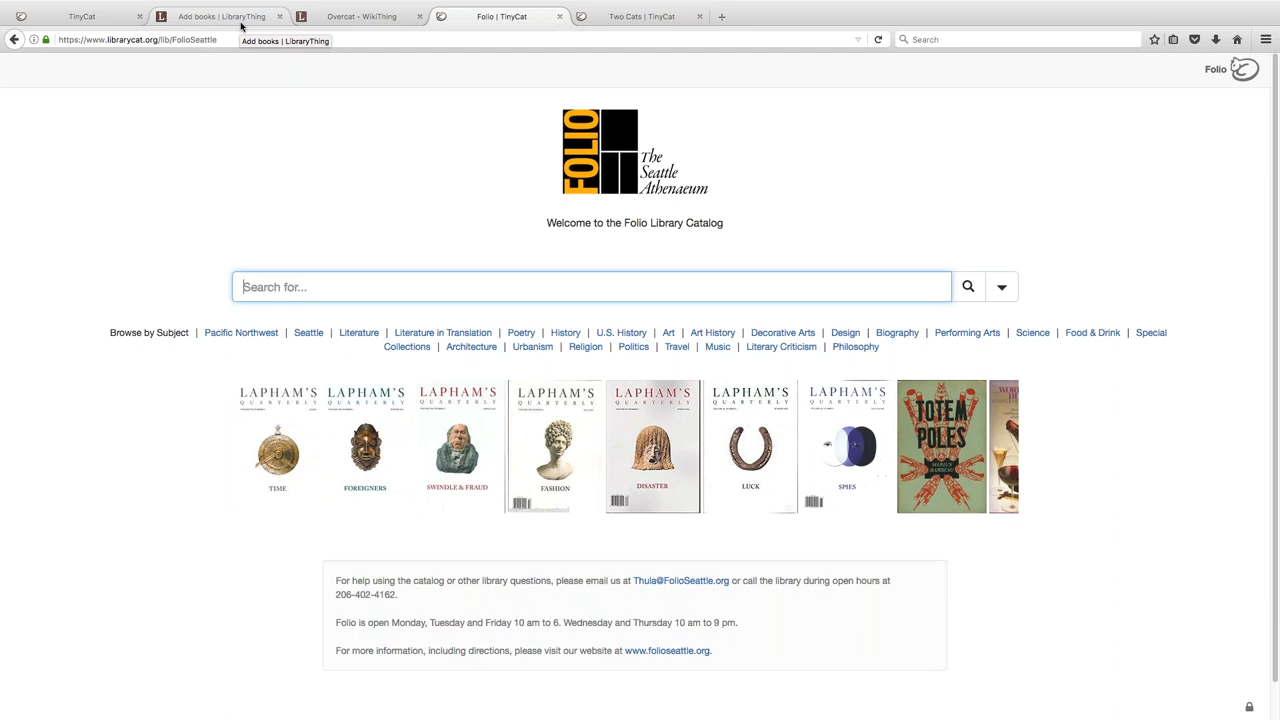 TinyCat
Add books | LibraryThing
Overcat - WikiThing
Folio | TinyCat
Two Cats | TinyCat
https://www.librarycat.org/lib/FolioSeattle
Add books | LibraryThing
Search
Folio
FOLIO
The
Seattle
Athenaeum
Welcome to the Folio Library Catalog
Search for...
Browse by Subject | Pacific Northwest | Seattle | Literature | Literature in Translation | Poetry | History | U.S. History | Art | Art History | Decorative Arts | Design | Biography | Performing Arts | Science | Food & Drink | Special
Collections | Architecture | Urbanism | Religion | Politics | Travel | Music | Literary Criticism | Philosophy
LAPHAM'S
QUARTERLY
TIME
LAPHAM'S
QUARTERLY
FOREIGNERS
LAPHAM'S
QUARTERLY
SWINDLE & FRAUD
LAPHAM'S
QUARTERLY
FASHION
LAPHAM'S
QUARTERLY
DISASTER
LAPHAM'S
QUARTERLY
LUCK
LAPHAM'S
QUARTERLY
SPIES
TOTEM
POLES
MARIUS
BARBEAU
For help using the catalog or other library questions, please email us at Thula@FolioSeattle.org or call the library during open hours at
206-402-4162.
Folio is open Monday, Tuesday and Friday 10 am to 6. Wednesday and Thursday 10 am to 9 pm.
For more information, including directions, please visit our website at www.folioseattle.org.